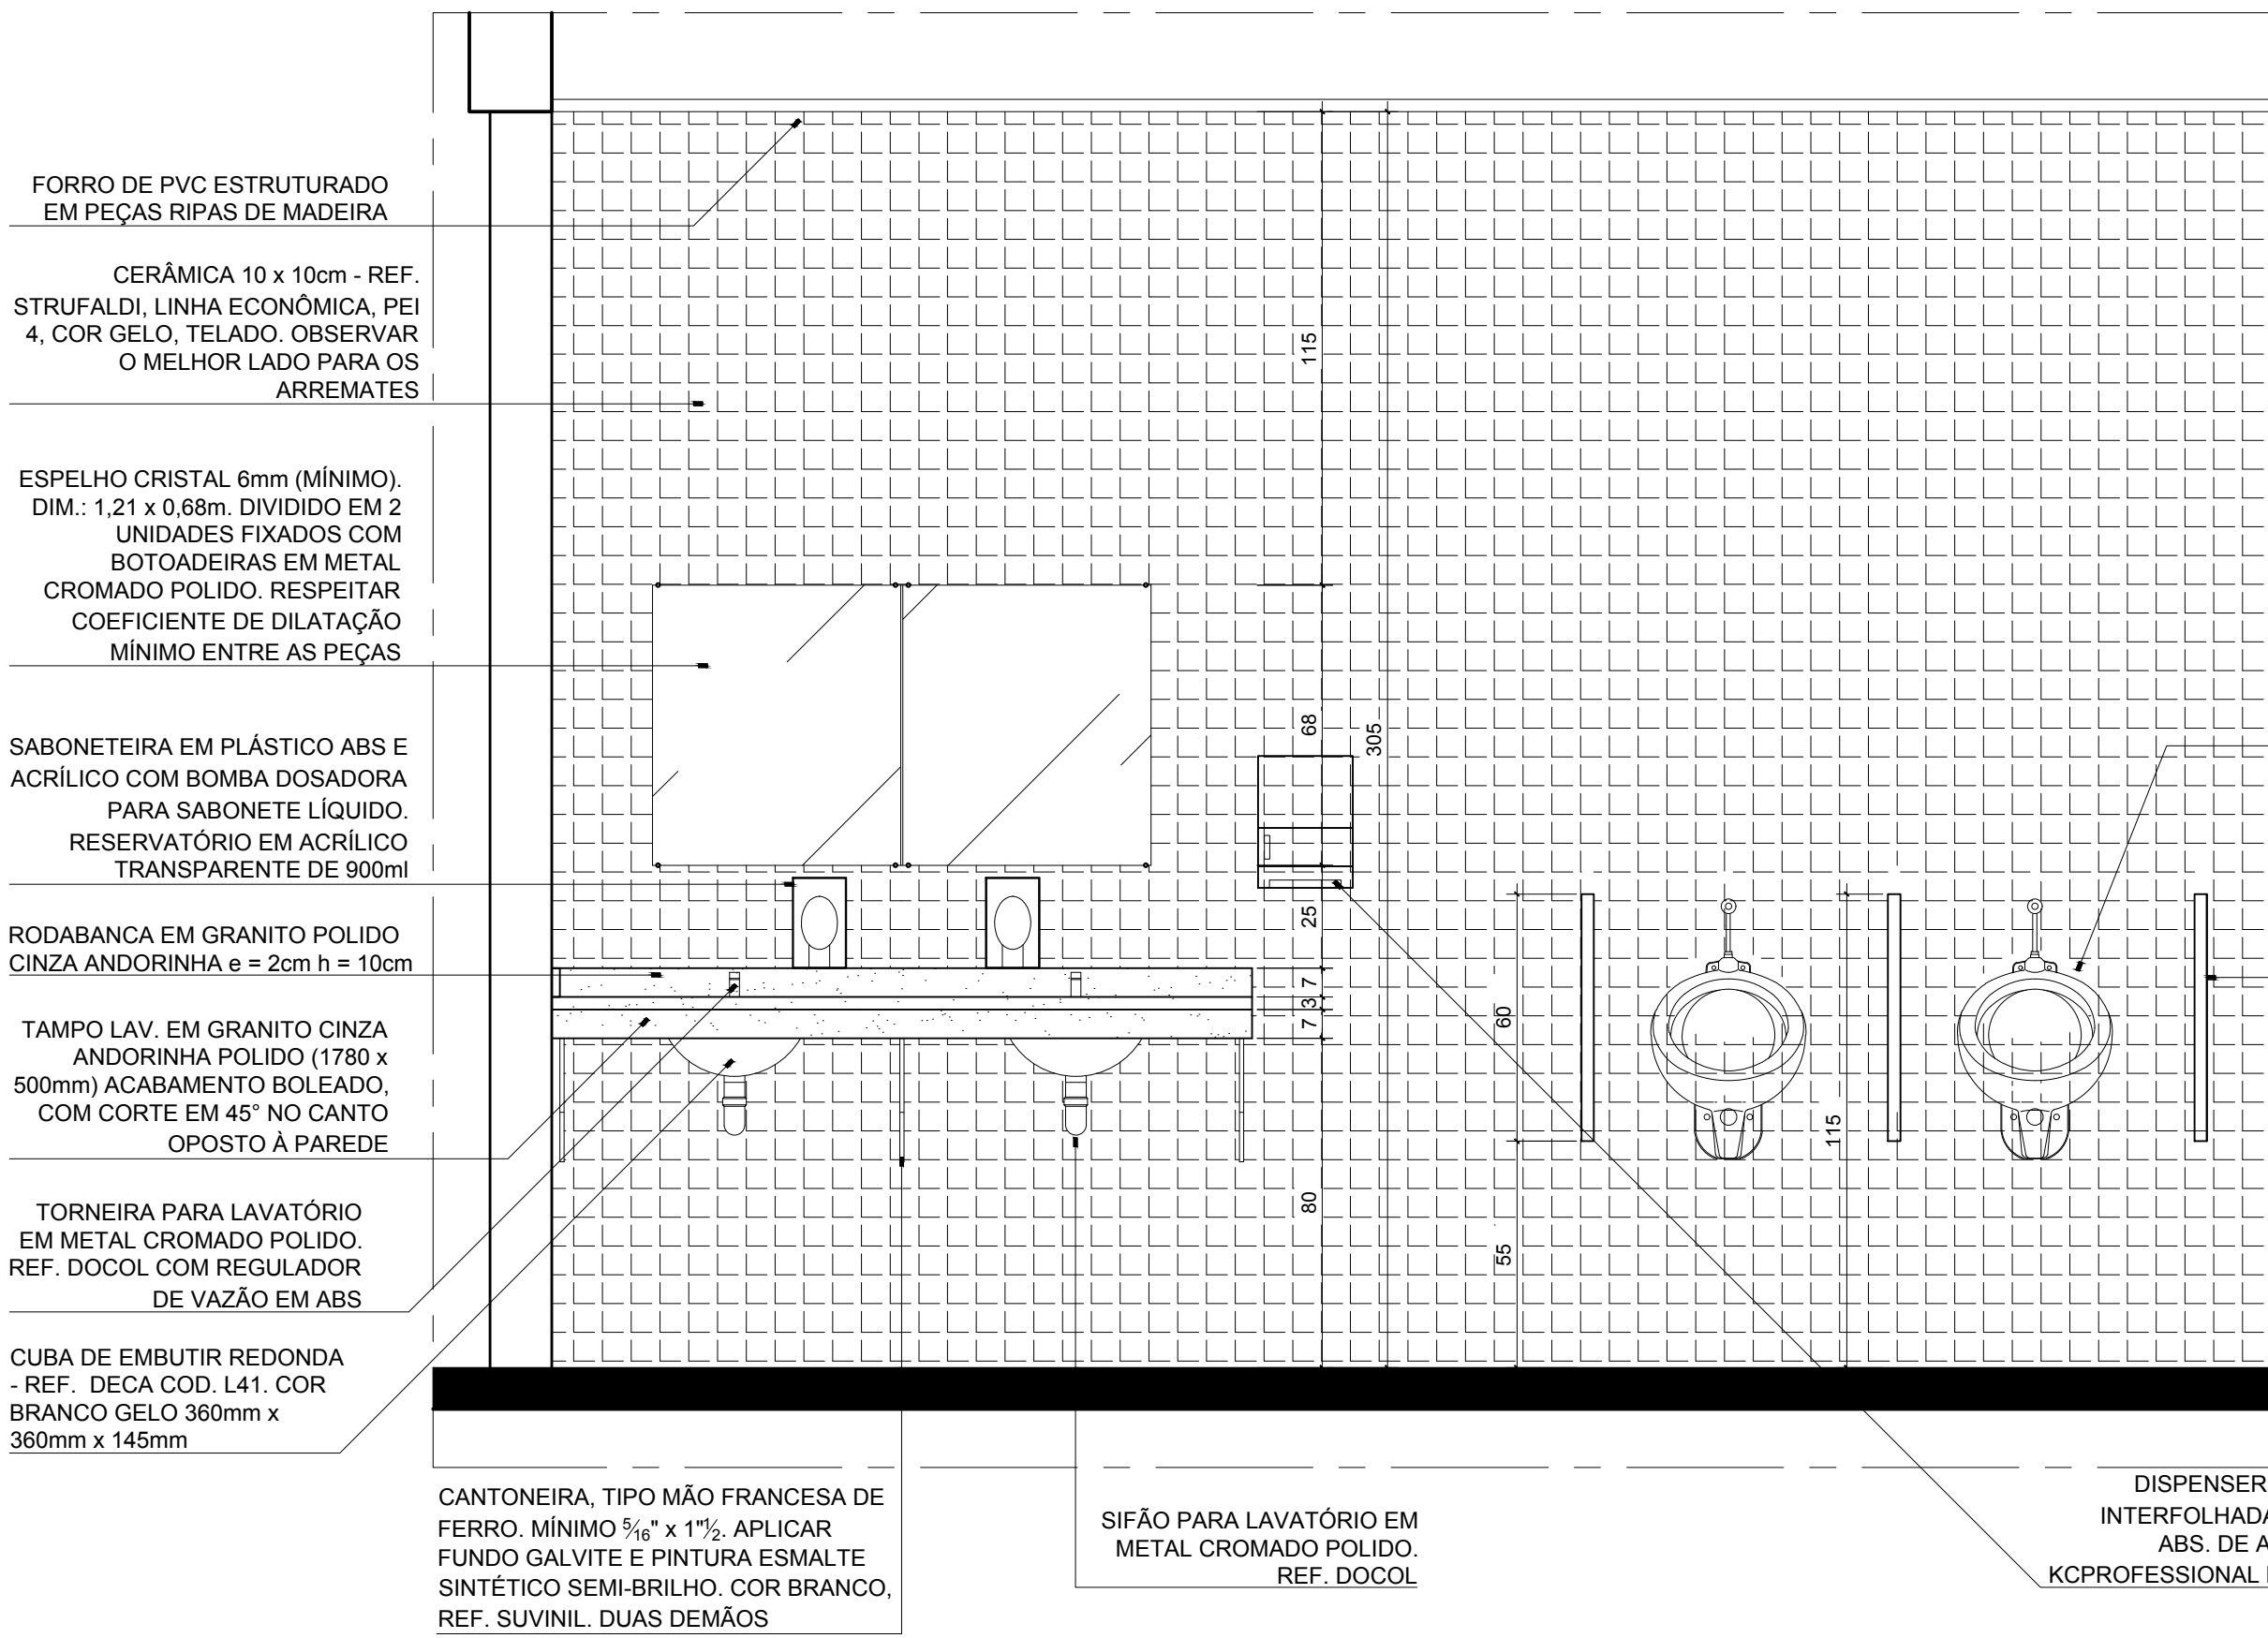 FORRO DE PVC ESTRUTURADO
EM PEÇAS RIPAS DE MADEIRA
CERÂMICA 10 x 10cm - REF.
STRUFALDI, LINHA ECONÔMICA, PEI
4, COR GELO, TELADO. OBSERVAR
O MELHOR LADO PARA OS
ARREMATES
ESPELHO CRISTAL 6mm (MÍNIMO).
DIM.: 1,21 x 0,68m. DIVIDIDO EM 2
UNIDADES FIXADOS COM
BOTOADEIRAS EM METAL
CROMADO POLIDO. RESPEITAR
COEFICIENTE DE DILATAÇÃO
MÍNIMO ENTRE AS PEÇAS
SABONETEIRA EM PLÁSTICO ABS E
ACRÍLICO COM BOMBA DOSADORA
PARA SABONETE LÍQUIDO.
RESERVATÓRIO EM ACRÍLICO
TRANSPARENTE DE 900ml
RODABANCA EM GRANITO POLIDO
CINZA ANDORINHA e = 2cm h = 10cm
TAMPO LAV. EM GRANITO CINZA
ANDORINHA POLIDO (1780 x
500mm) ACABAMENTO BOLEADO,
COM CORTE EM 45° NO CANTO
OPOSTO À PAREDE
TORNEIRA PARA LAVATÓRIO
EM METAL CROMADO POLIDO.
REF. DOCOL COM REGULADOR
DE VAZÃO EM ABS
CUBA DE EMBUTIR REDONDA
- REF. DECA COD. L41. COR
BRANCO GELO 360mm x
360mm x 145mm
115
68
305
25
7
3
7
80
60
55
115
CANTONEIRA, TIPO MÃO FRANCESA DE
FERRO. MÍNIMO 5⁄16" x 1"½. APLICAR
FUNDO GALVITE E PINTURA ESMALTE
SINTÉTICO SEMI-BRILHO. COR BRANCO,
REF. SUVINIL. DUAS DEMÃOS
SIFÃO PARA LAVATÓRIO EM
METAL CROMADO POLIDO.
REF. DOCOL
DISPENSER
INTERFOLHADA
ABS. DE
KCPROFESSIONAL